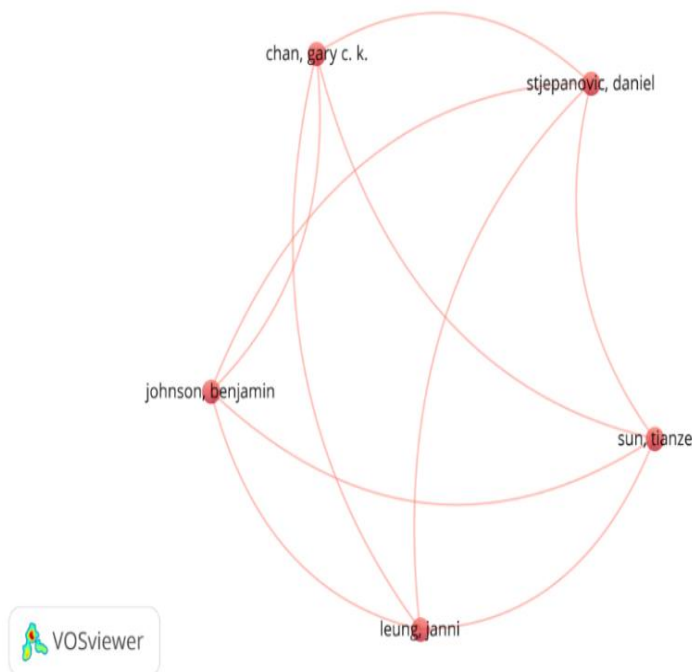 chan, gary c. k.
stjepanovic, daniel
johnson, benjamin
sun, tianze
leung, janni
VOSviewer